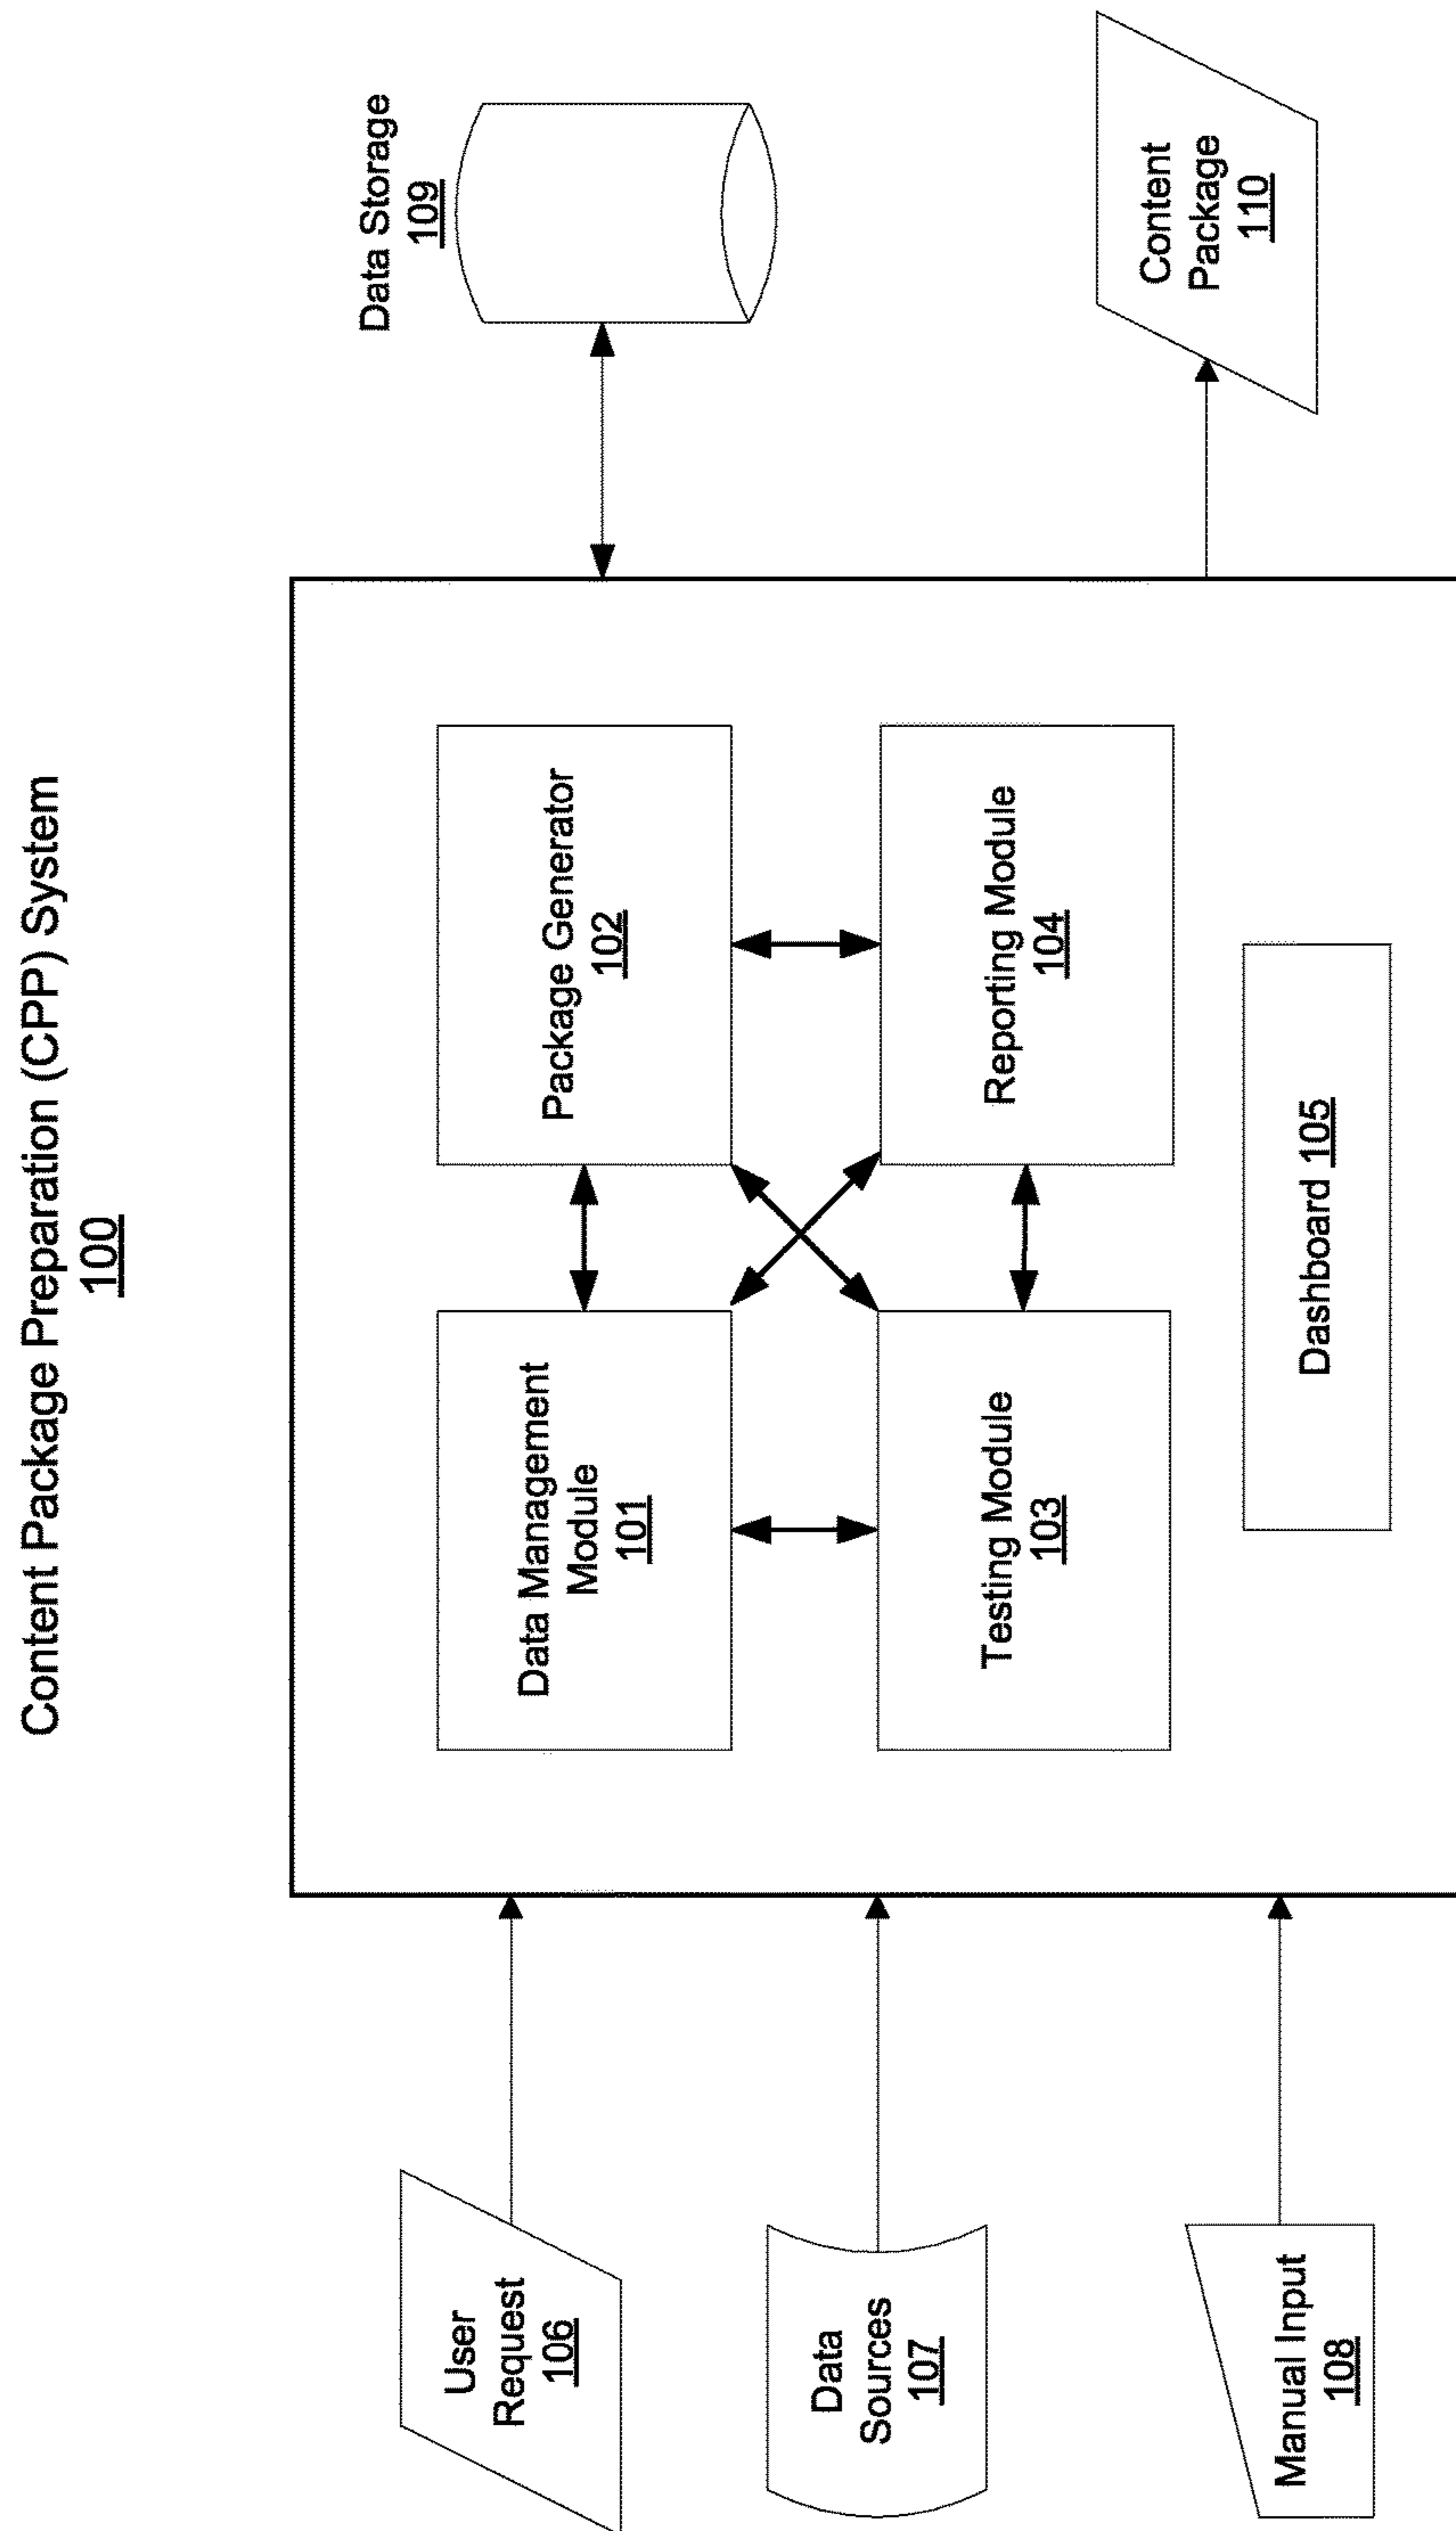 Content Package Preparation (CPP) System
100
User
Request
106
Data
Sources
107
Manual Input
108
Data Management
Module
101
Package Generator
102
Testing Module
103
Reporting Module
104
Dashboard 105
Data Storage
109
Content
Package
110